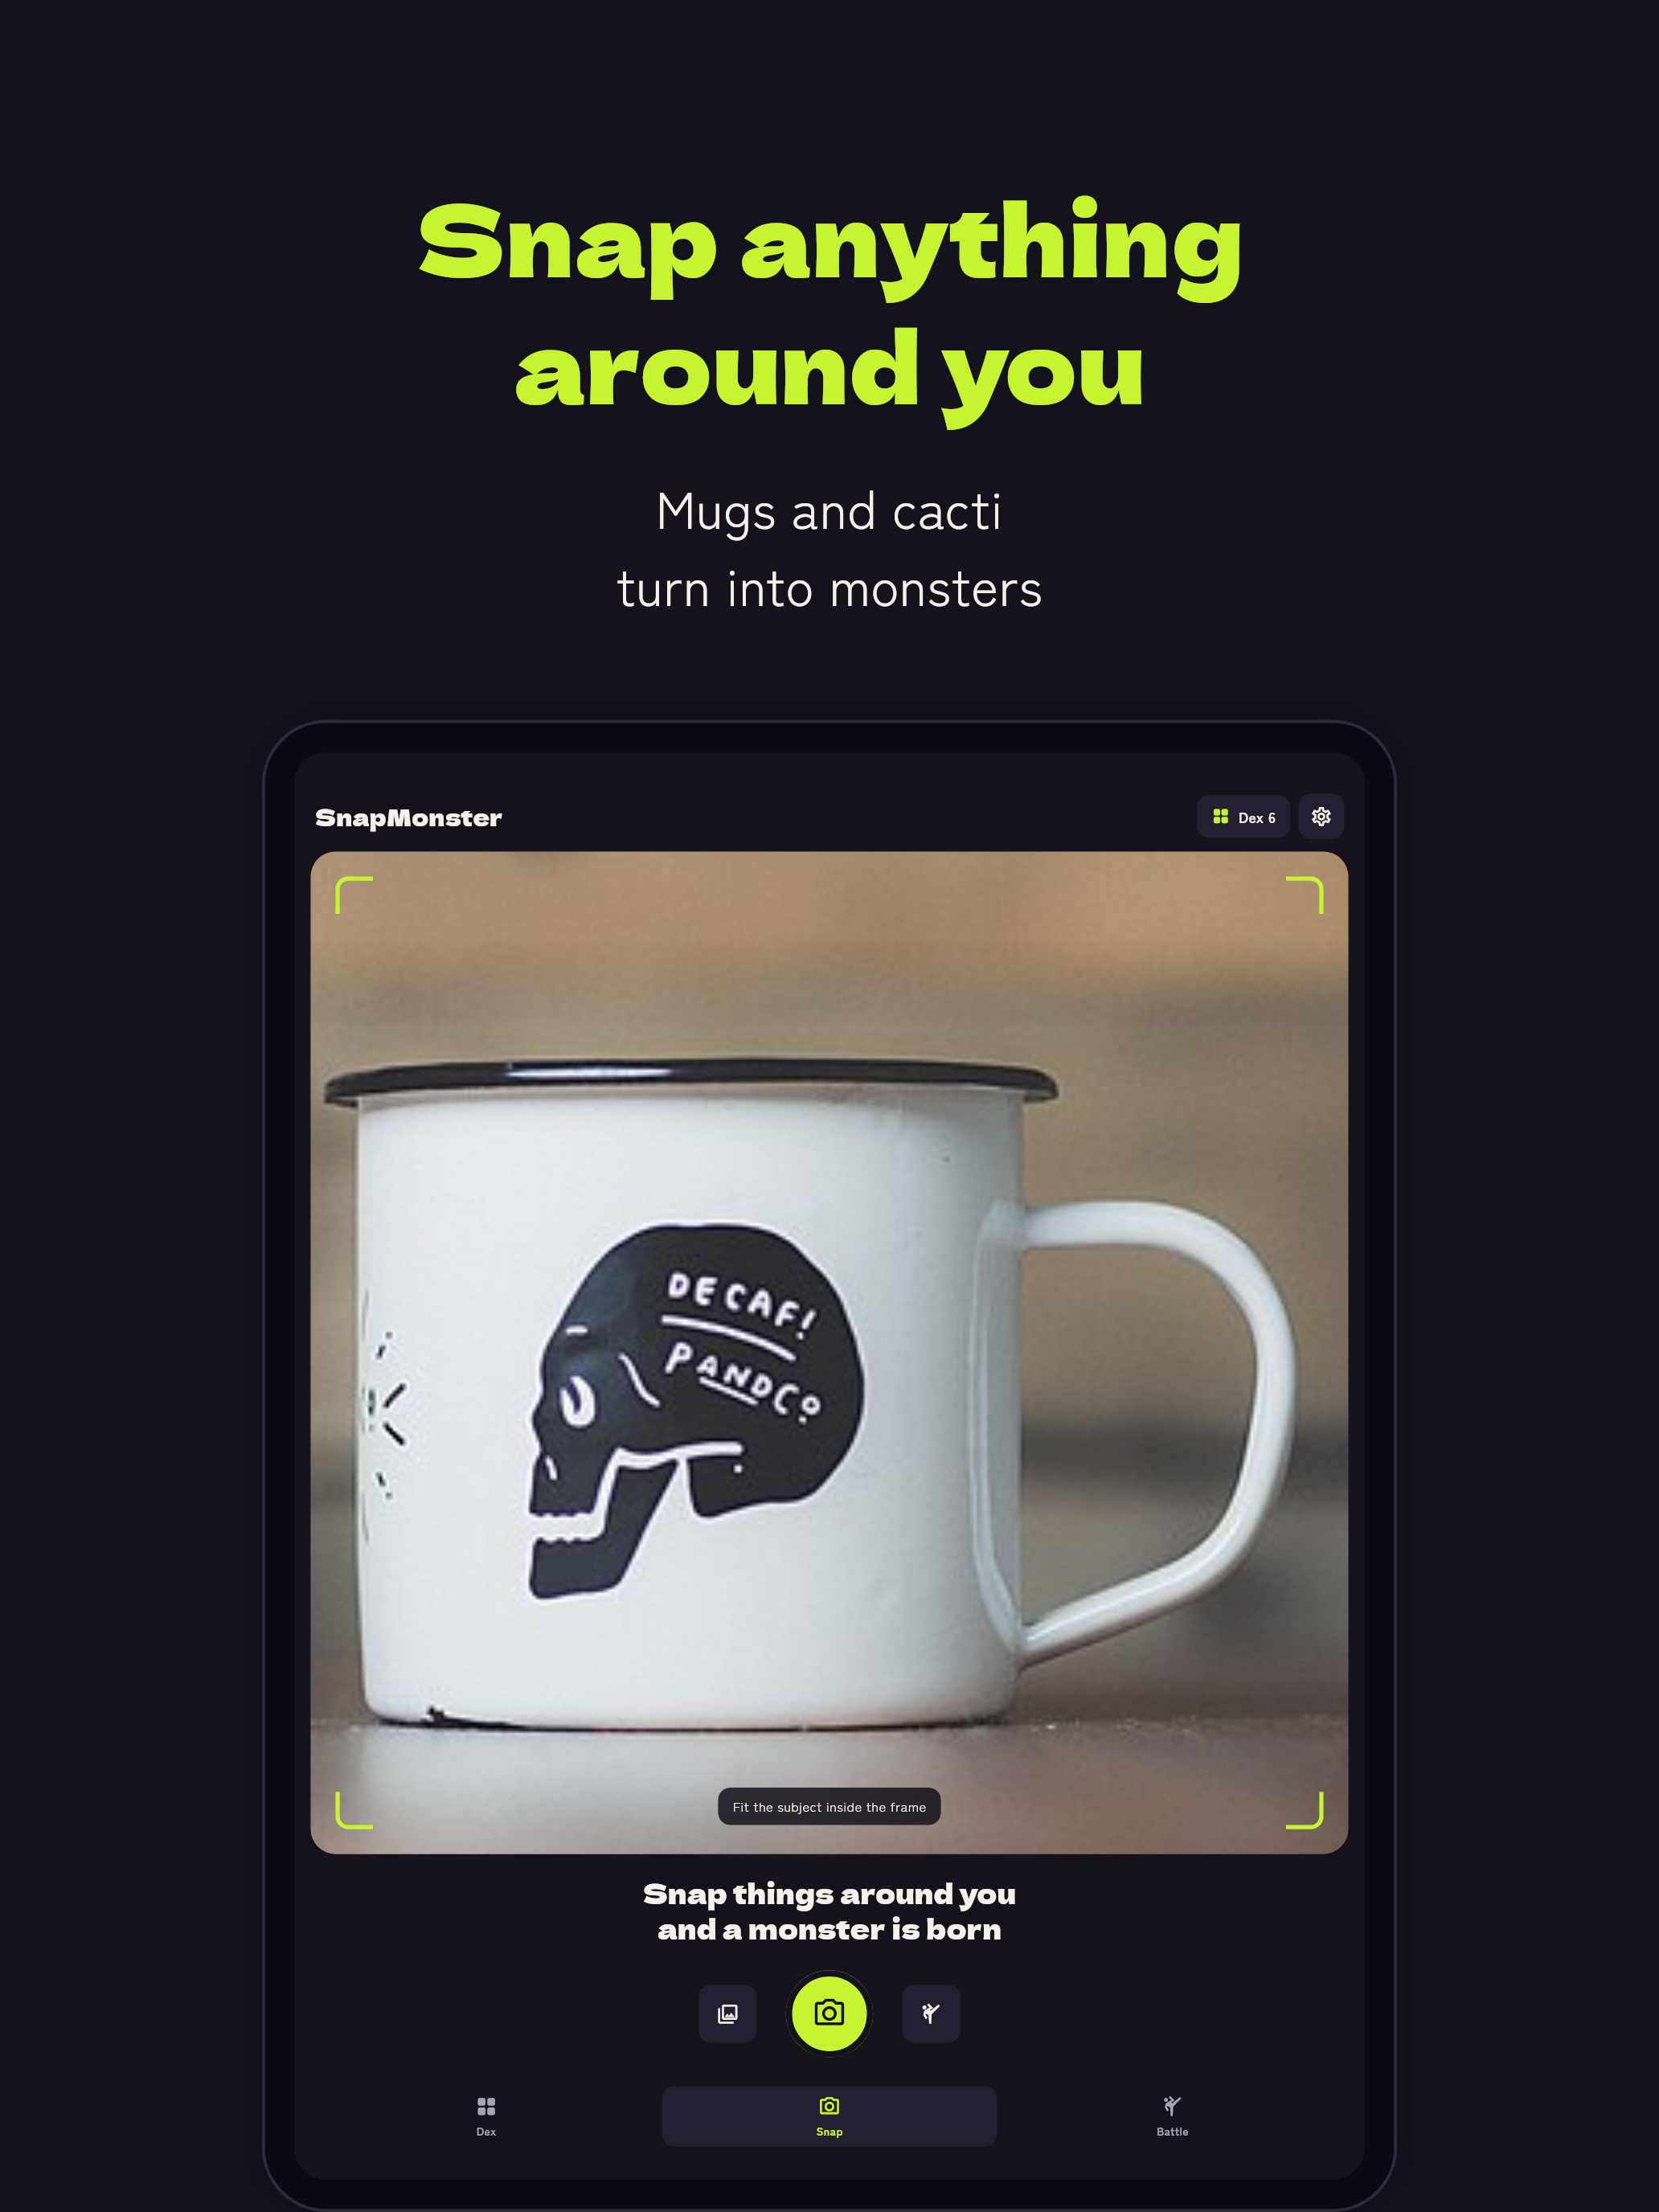 Snap anything
around you
Mugs and cacti
turn into monsters
SnapMonster
Dex 6
DECAF!
PANDCO
Fit the subject inside the frame
Snap things around you
and a monster is born
Dex
Snap
Battle